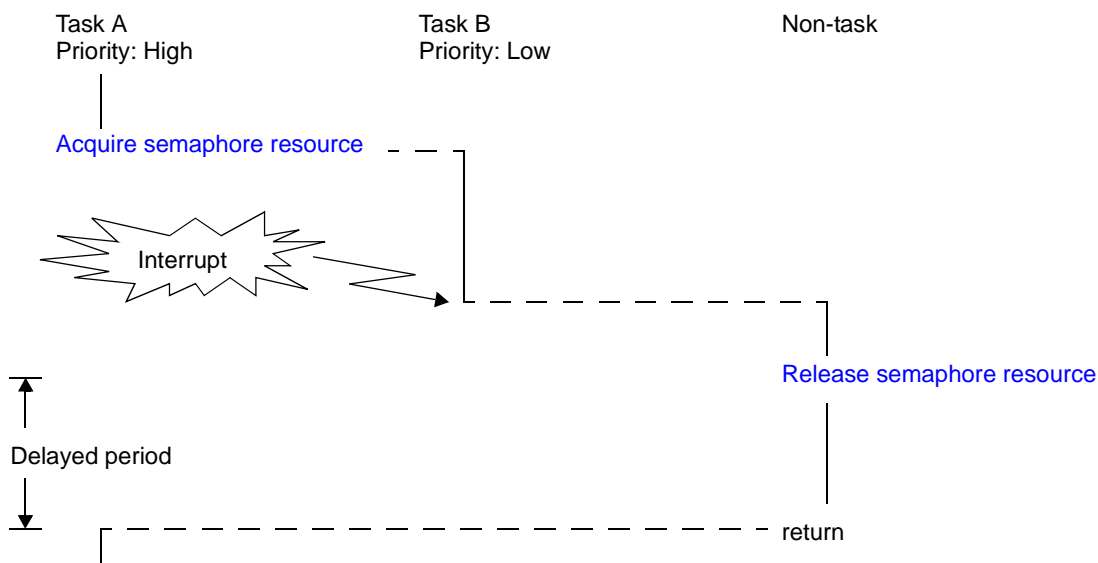 Task A
Priority: High
Task B
Priority: Low
Non-task
Acquire semaphore resource
Interrupt
Release semaphore resource
Delayed period
return